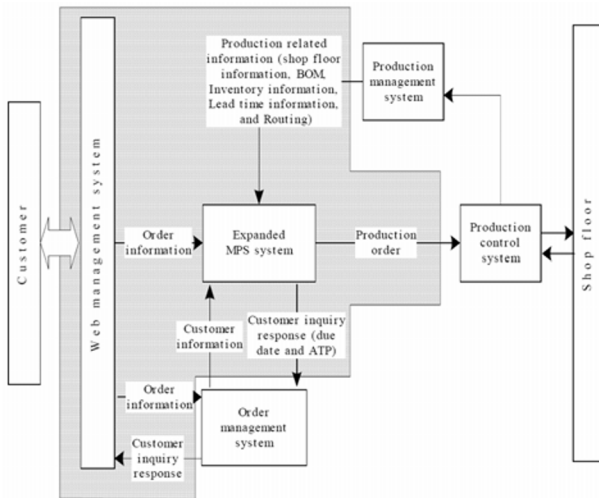 Production related
information (shop floor
information, BOM,
Inventory information,
Lead time information,
and Routing)
Production
management
system
Customer
Web management system
Order
information
Expanded
MPS system
Production
order
Production
control
system
Shop floor
Customer
information
Customer inquiry
response (due
date and ATP)
Order
information
Order
management
system
Customer
inquiry
response